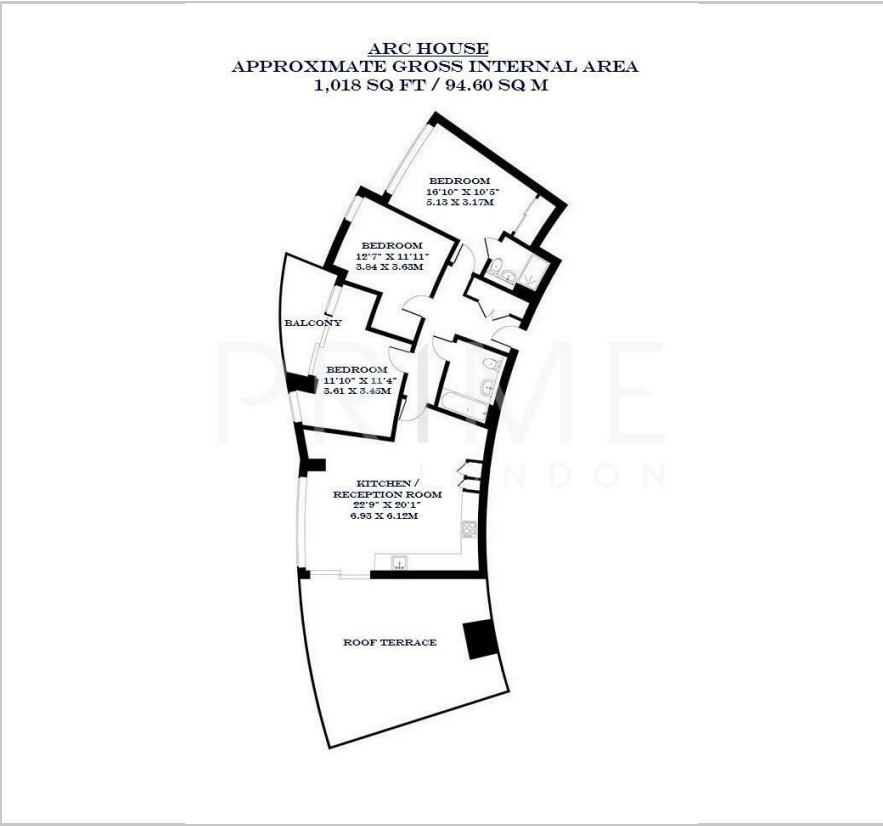 ARC HOUSE
APPROXIMATE GROSS INTERNAL AREA
1,018 SQ FT / 94.60 SQ M
BEDROOM
16'10" X 10'5"
5.13 X 3.17M
BEDROOM
12'7" X 11'11"
3.84 X 3.63M
BALCONY
BEDROOM
11'10" X 11'4"
3.61 X 3.45M
PRIME
LONDON
KITCHEN /
RECEPTION ROOM
22'9" X 20'1"
6.93 X 6.12M
ROOF TERRACE